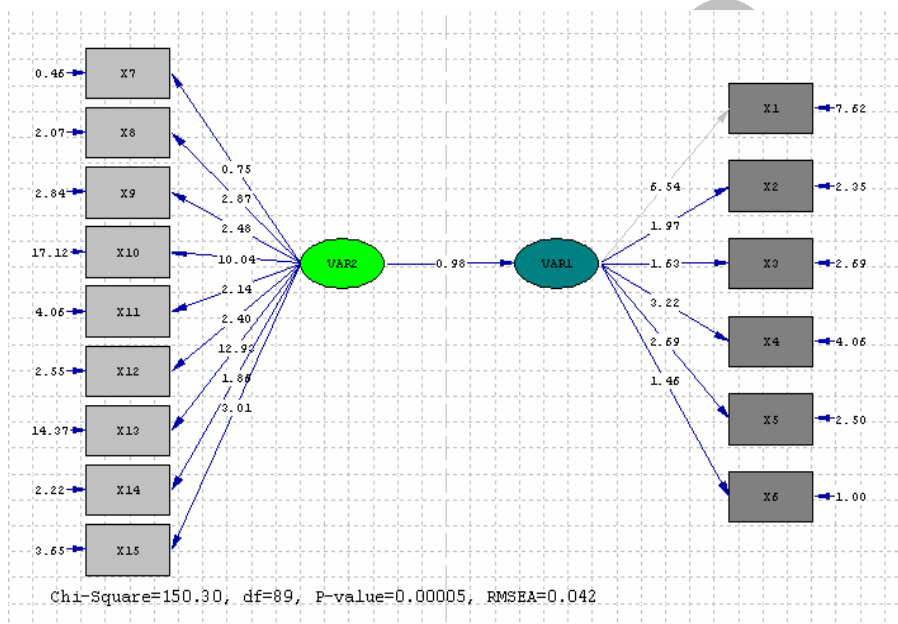 0.46 X7
2.07 X8
2.84 X9
17.12 X10
4.06 X11
2.55 X12
14.37 X13
2.22 X14
3.65 X15
0.75
2.87
2.48
10.04
2.14
2.40
12.92
1.86
3.01
VAR2
0.98
VAR1
6.54
1.97
1.63
3.22
2.69
1.46
X1 7.62
X2 2.35
X3 2.69
X4 4.06
X5 2.50
X6 1.00
Chi-Square=150.30, df=89, P-value=0.00005, RMSEA=0.042